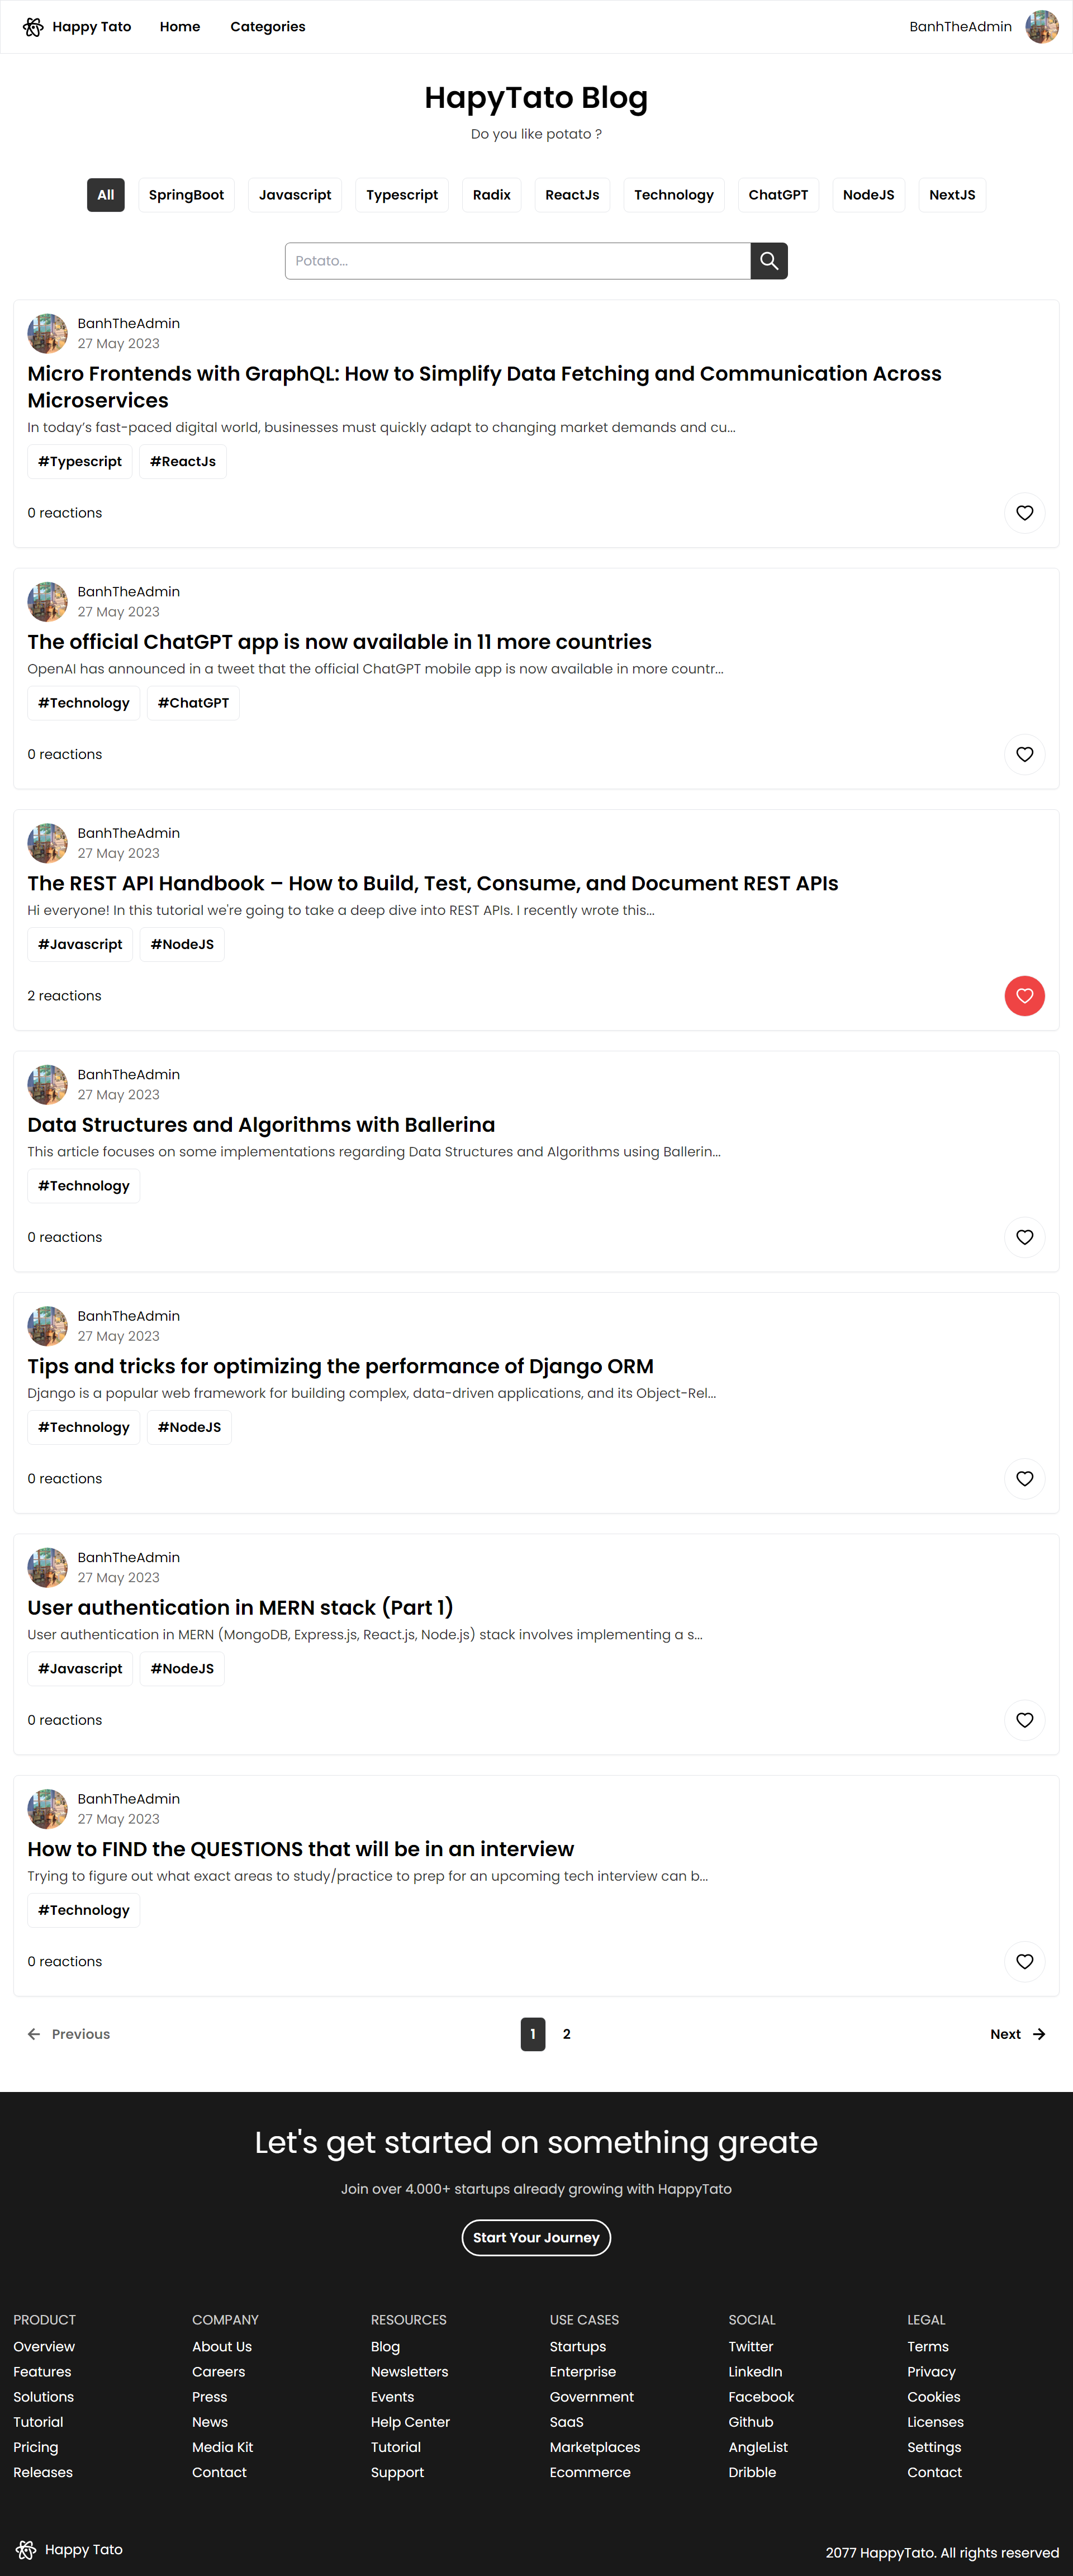 Happy Tato Home Categories BanhTheAdmin
HapyTato Blog
Do you like potato ?
All SpringBoot Javascript Typescript Radix ReactJs Technology ChatGPT NodeJS NextJS
Potato...
BanhTheAdmin
27 May 2023
Micro Frontends with GraphQL: How to Simplify Data Fetching and Communication Across
Microservices
In today’s fast-paced digital world, businesses must quickly adapt to changing market demands and cu...
#Typescript #ReactJs
0 reactions
BanhTheAdmin
27 May 2023
The official ChatGPT app is now available in 11 more countries
OpenAI has announced in a tweet that the official ChatGPT mobile app is now available in more countr...
#Technology #ChatGPT
0 reactions
BanhTheAdmin
27 May 2023
The REST API Handbook – How to Build, Test, Consume, and Document REST APIs
Hi everyone! In this tutorial we're going to take a deep dive into REST APIs. I recently wrote this...
#Javascript #NodeJS
2 reactions
BanhTheAdmin
27 May 2023
Data Structures and Algorithms with Ballerina
This article focuses on some implementations regarding Data Structures and Algorithms using Ballerin...
#Technology
0 reactions
BanhTheAdmin
27 May 2023
Tips and tricks for optimizing the performance of Django ORM
Django is a popular web framework for building complex, data-driven applications, and its Object-Rel...
#Technology #NodeJS
0 reactions
BanhTheAdmin
27 May 2023
User authentication in MERN stack (Part 1)
User authentication in MERN (MongoDB, Express.js, React.js, Node.js) stack involves implementing a s...
#Javascript #NodeJS
0 reactions
BanhTheAdmin
27 May 2023
How to FIND the QUESTIONS that will be in an interview
Trying to figure out what exact areas to study/practice to prep for an upcoming tech interview can b...
#Technology
0 reactions
Previous 1 2 Next
Let's get started on something greate
Join over 4.000+ startups already growing with HappyTato
Start Your Journey
PRODUCT COMPANY RESOURCES USE CASES SOCIAL LEGAL
Overview About Us Blog Startups Twitter Terms
Features Careers Newsletters Enterprise LinkedIn Privacy
Solutions Press Events Government Facebook Cookies
Tutorial News Help Center SaaS Github Licenses
Pricing Media Kit Tutorial Marketplaces AngleList Settings
Releases Contact Support Ecommerce Dribble Contact
Happy Tato 2077 HappyTato. All rights reserved